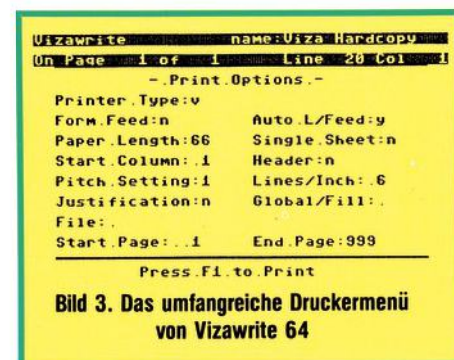 Vizawrite name:Viza Hardcopy
On Page 1 of 1 Line 20 Col 1
-.Print.Options.-
Printer.Type:v
Form.Feed:n Auto.L/Feed:y
Paper.Length:66 Single.Sheet:n
Start.Column:.1 Header:n
Pitch.Setting:1 Lines/Inch:.6
Justification:n Global/Fill:.
File:.
Start.Page:..1 End.Page:999
Press.F1.to.Print
Bild 3. Das umfangreiche Druckermenü
von Vizawrite 64